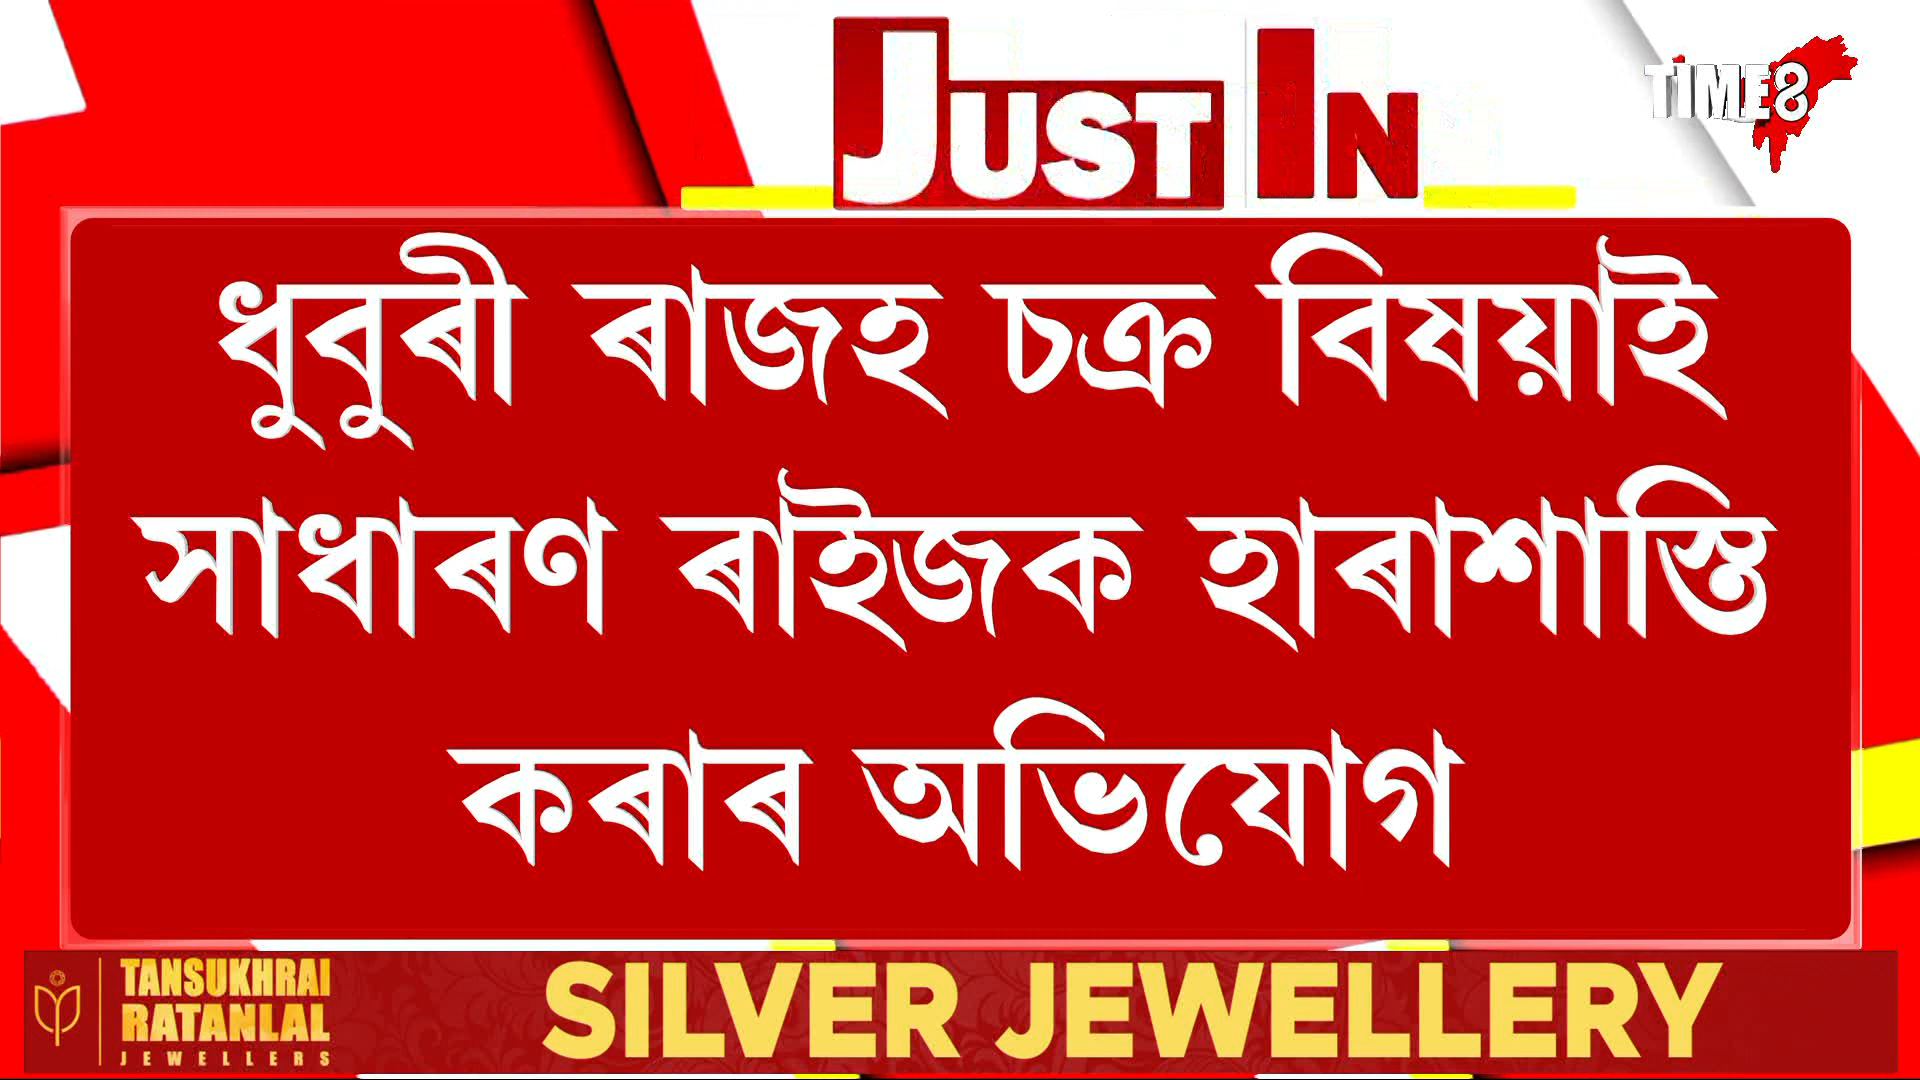 JUST IN
TIME8
ধুবুৰী ৰাজহ চক্ৰ বিষয়াই
সাধাৰণ ৰাইজক হাৰাশাস্তি
কৰাৰ অভিযোগ
TANSUKHRAI
RATANLAL
JEWELLERS
SILVER JEWELLERY